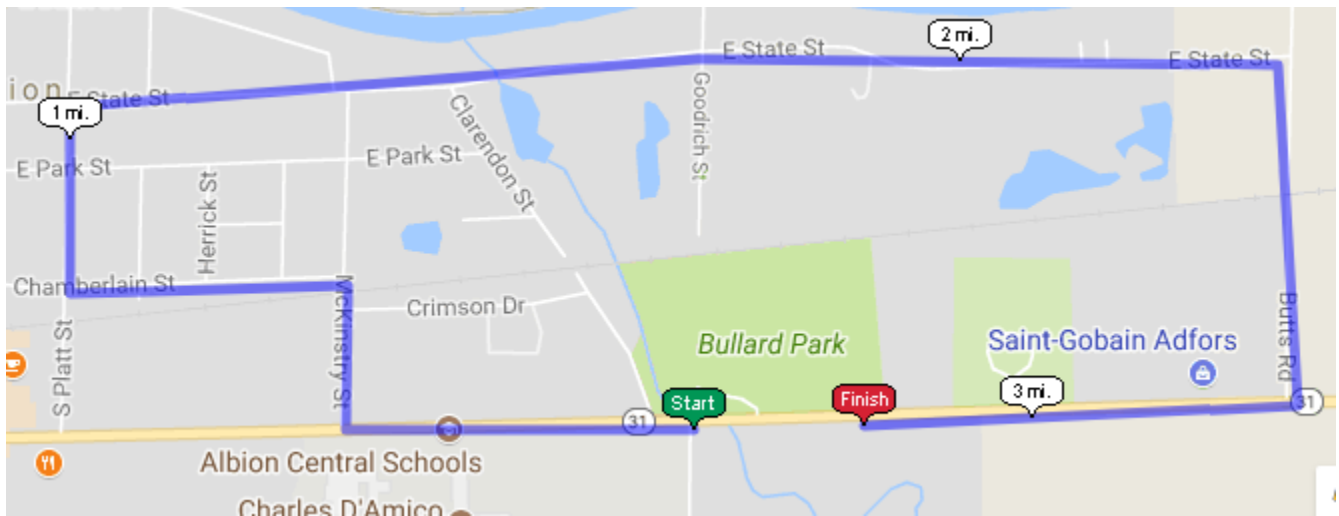 2 mi.
E State St
E State St
ion
E State St
1 mi.
Goodrich St
Clarendon St
E Park St
E Park St
Herrick St
Chamberlain St
McKinstry St
Crimson Dr
Butts Rd
Bullard Park
Saint-Gobain Adfors
S Platt St
3 mi.
Start
Finish
31
31
Albion Central Schools
Charles D'Amico